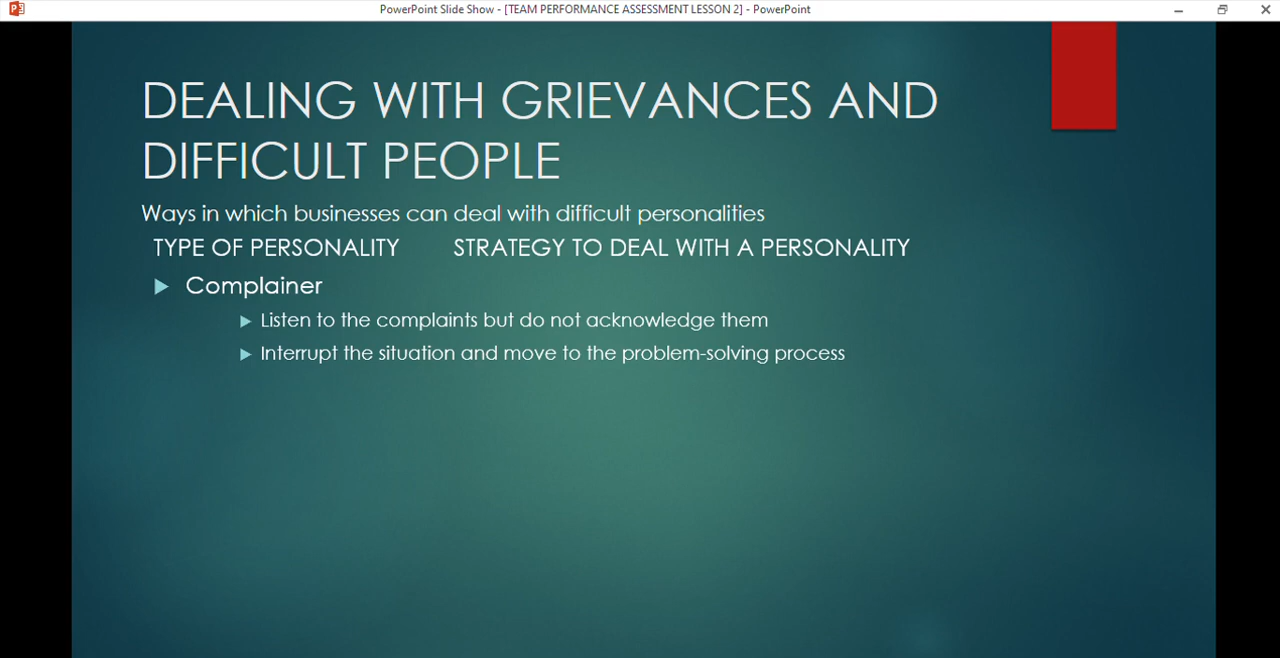 PowerPoint Slide Show - [TEAM PERFORMANCE ASSESSMENT LESSON 2] - PowerPoint
DEALING WITH GRIEVANCES AND
DIFFICULT PEOPLE
Ways in which businesses can deal with difficult personalities
TYPE OF PERSONALITY STRATEGY TO DEAL WITH A PERSONALITY
Complainer
Listen to the complaints but do not acknowledge them
Interrupt the situation and move to the problem-solving process